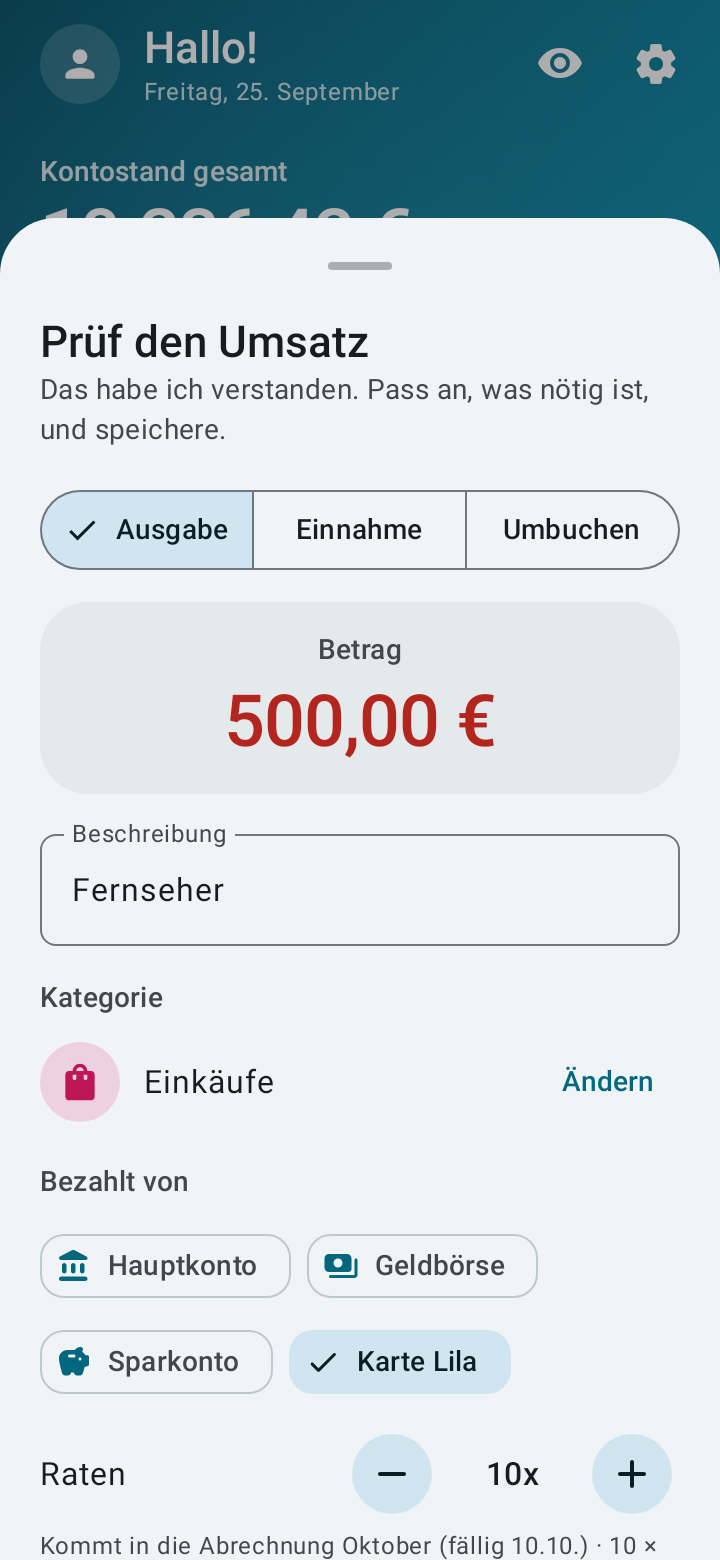 Hallo!
Freitag, 25. September
Kontostand gesamt
Prüf den Umsatz
Das habe ich verstanden. Pass an, was nötig ist,
und speichere.
Ausgabe
Einnahme
Umbuchen
Betrag
500,00 €
Beschreibung
Fernseher
Kategorie
Einkäufe
Ändern
Bezahlt von
Hauptkonto
Geldbörse
Sparkonto
Karte Lila
Raten
10x
Kommt in die Abrechnung Oktober (fällig 10.10.) · 10 ×